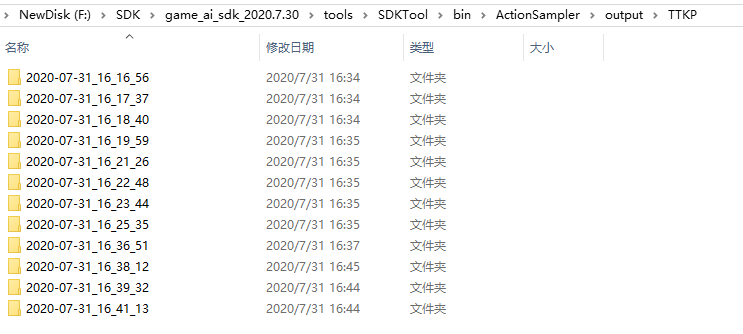 NewDisk (F:) > SDK > game_ai_sdk_2020.7.30 > tools > SDKTool > bin > ActionSampler > output > TTKP
名称 修改日期 类型 大小
2020-07-31_16_16_56 2020/7/31 16:34 文件夹
2020-07-31_16_17_37 2020/7/31 16:34 文件夹
2020-07-31_16_18_40 2020/7/31 16:34 文件夹
2020-07-31_16_19_59 2020/7/31 16:35 文件夹
2020-07-31_16_21_26 2020/7/31 16:35 文件夹
2020-07-31_16_22_48 2020/7/31 16:35 文件夹
2020-07-31_16_23_44 2020/7/31 16:35 文件夹
2020-07-31_16_25_35 2020/7/31 16:35 文件夹
2020-07-31_16_36_51 2020/7/31 16:37 文件夹
2020-07-31_16_38_12 2020/7/31 16:45 文件夹
2020-07-31_16_39_32 2020/7/31 16:44 文件夹
2020-07-31_16_41_13 2020/7/31 16:44 文件夹